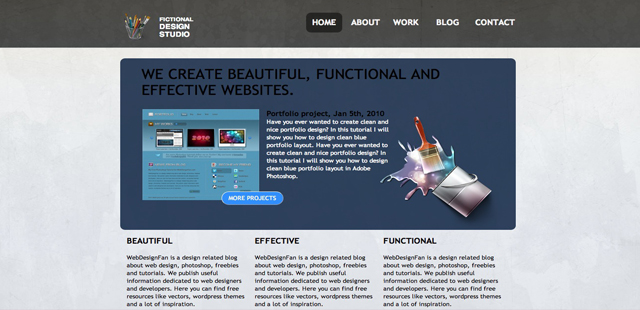 FICTIONAL
DESIGN
STUDIO
HOME ABOUT WORK BLOG CONTACT
WE CREATE BEAUTIFUL, FUNCTIONAL AND
EFFECTIVE WEBSITES.
Portfolio project, Jan 5th, 2010
Have you ever wanted to create clean and
nice portfolio design? In this tutorial I will
show you how to design clean blue
portfolio layout. Have you ever wanted to
create clean and nice portfolio design? In
this tutorial I will show you how to design
clean blue portfolio layout in Adobe
Photoshop.
2010
MORE PROJECTS
BEAUTIFUL
WebDesignFan is a design related blog
about web design, photoshop, freebies
and tutorials. We publish useful
information dedicated to web designers
and developers. Here you can find free
resources like vectors, wordpress themes
and a lot of inspiration.
EFFECTIVE
WebDesignFan is a design related blog
about web design, photoshop, freebies
and tutorials. We publish useful
information dedicated to web designers
and developers. Here you can find free
resources like vectors, wordpress themes
and a lot of inspiration.
FUNCTIONAL
WebDesignFan is a design related blog
about web design, photoshop, freebies
and tutorials. We publish useful
information dedicated to web designers
and developers. Here you can find free
resources like vectors, wordpress themes
and a lot of inspiration.